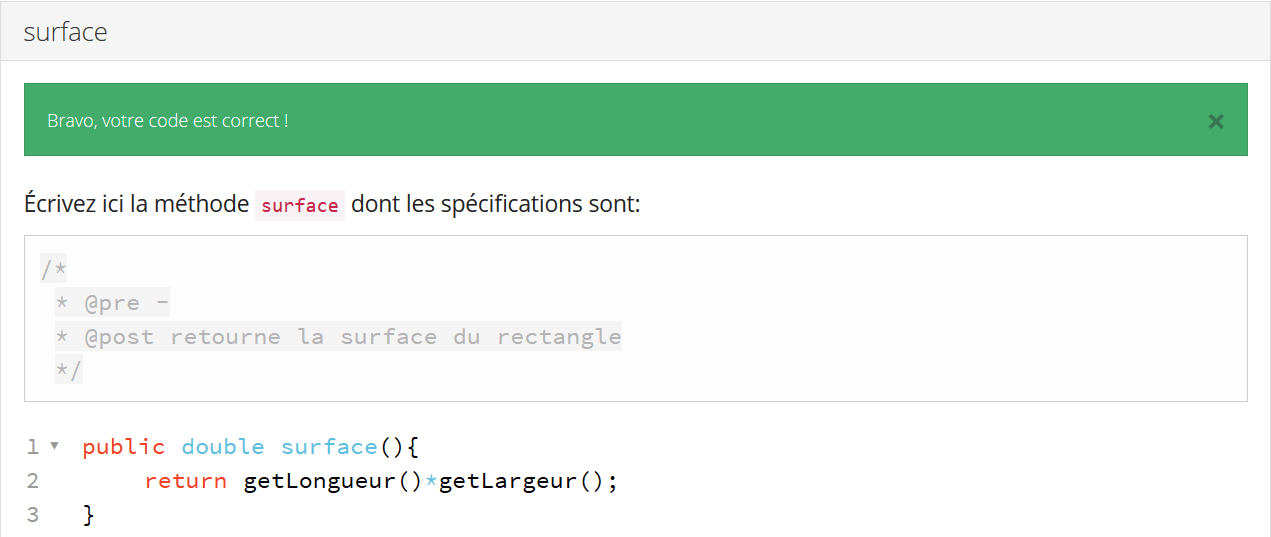 surface
Bravo, votre code est correct !
×
Écrivez ici la méthode surface dont les spécifications sont:
/*
* @pre -
* @post retourne la surface du rectangle
*/
1 ▾ public double surface(){
2 return getLongueur()*getLargeur();
3 }